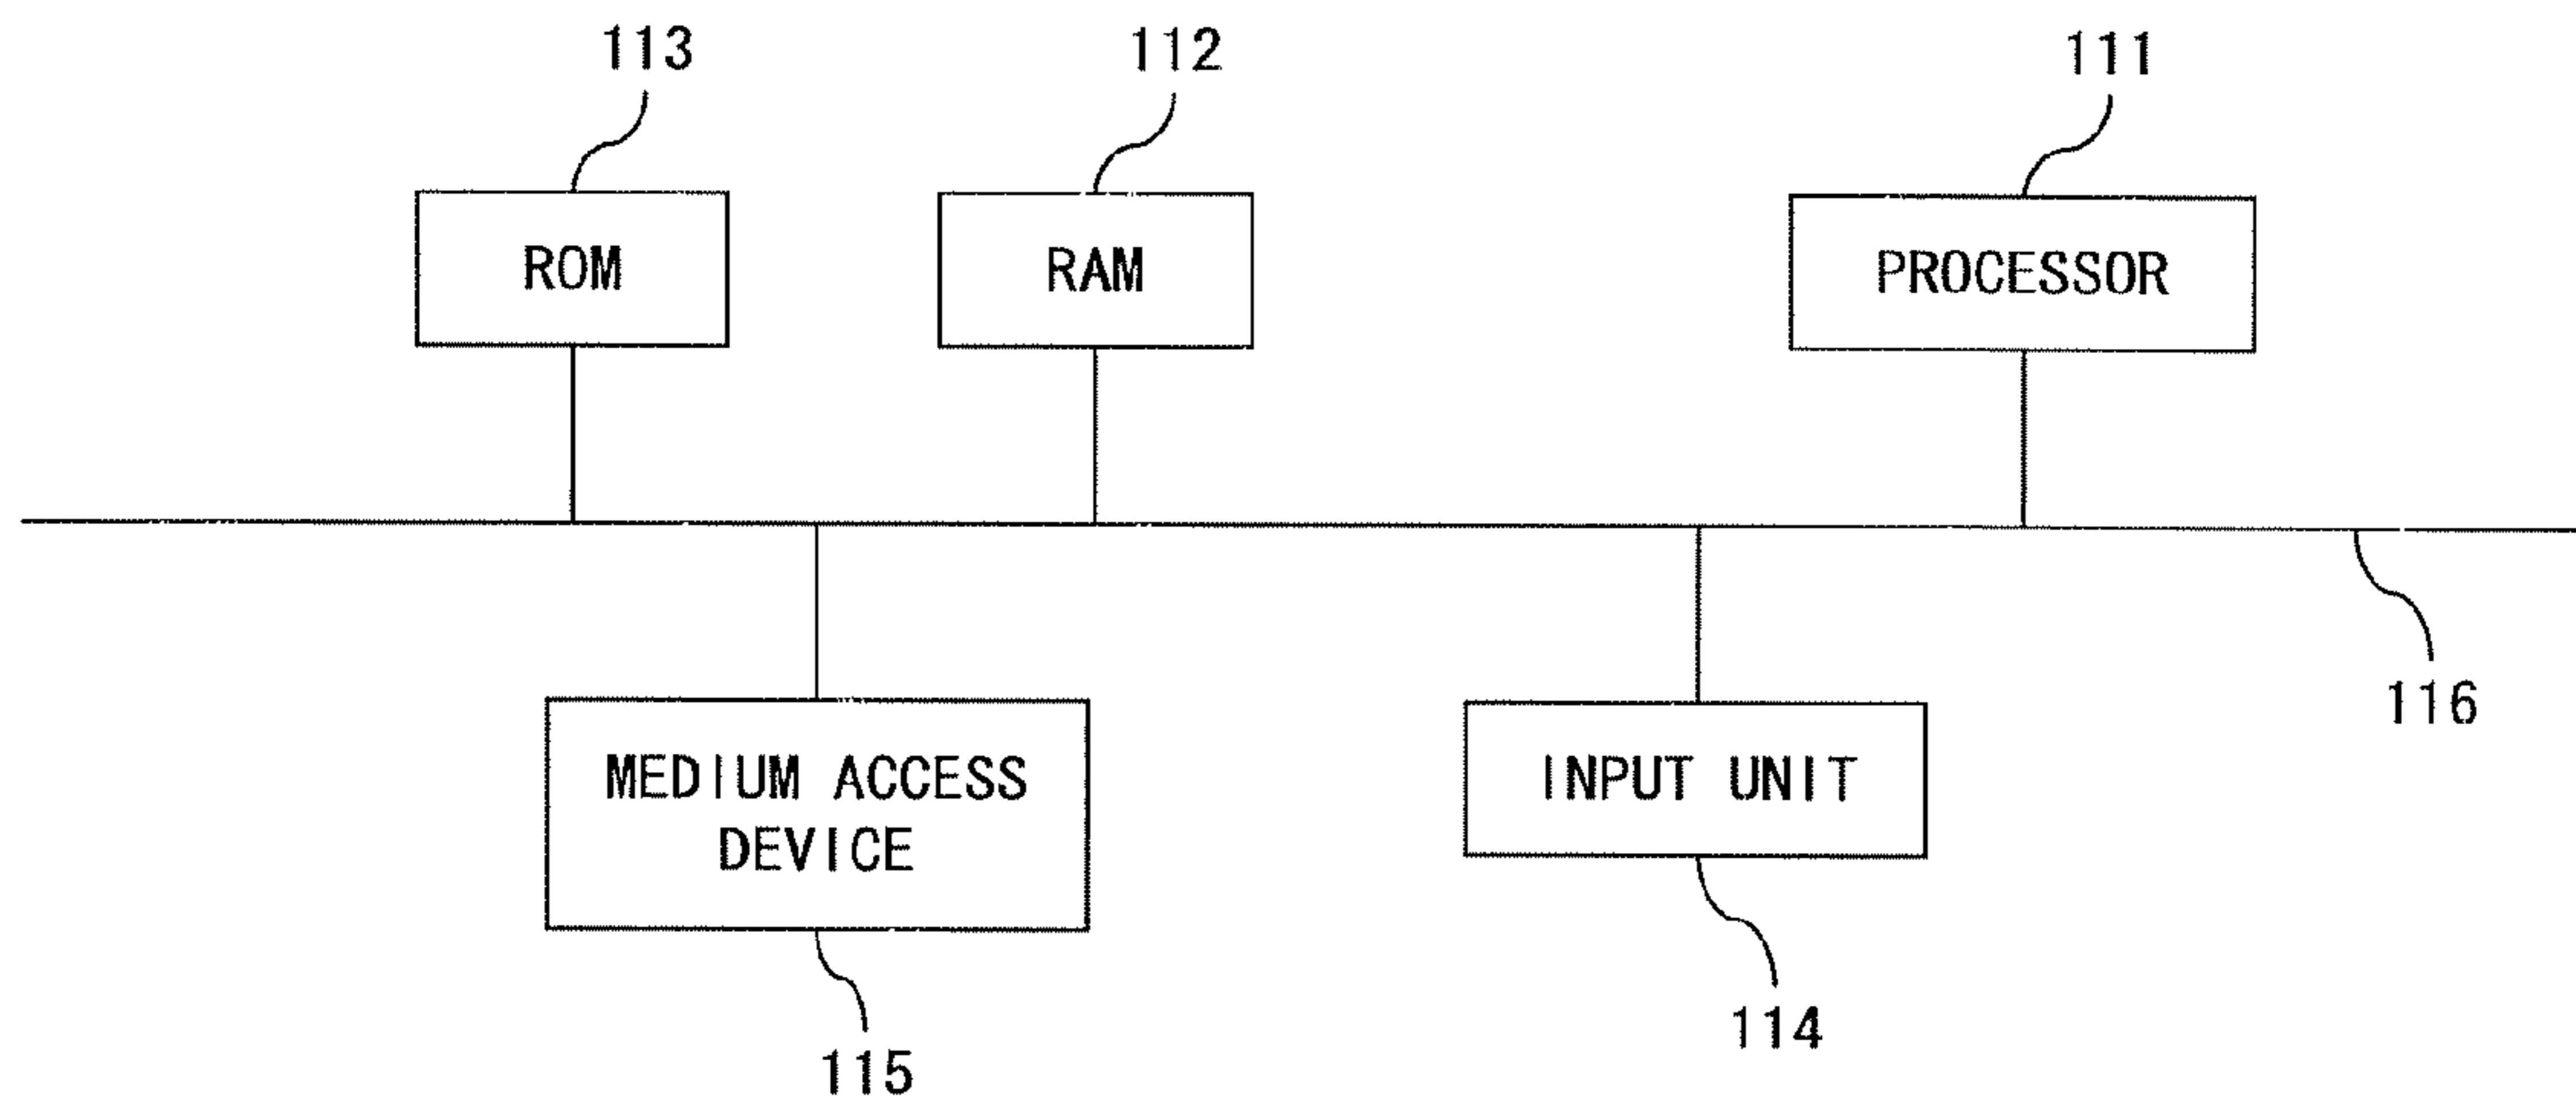 113
112
111
ROM
RAM
PROCESSOR
116
MEDIUM ACCESS
DEVICE
INPUT UNIT
114
115